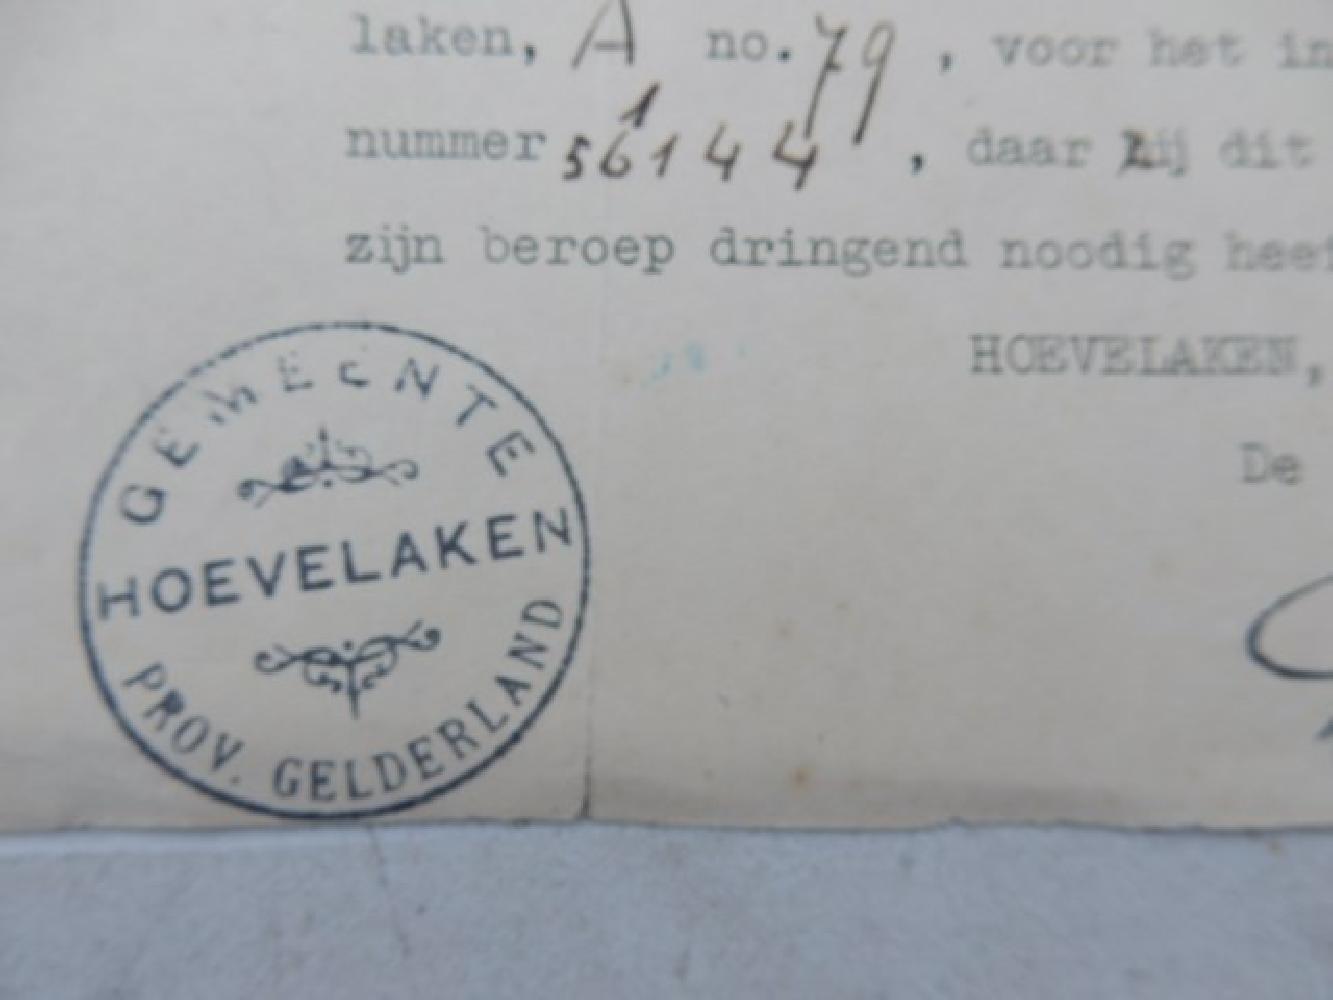 laken, A no. 79 , voor het in
nummer 56144 , daar zij dit
zijn beroep dringend noodig heef
HOEVELAKEN,
De
GEMEENTE
HOEVELAKEN
PROV. GELDERLAND